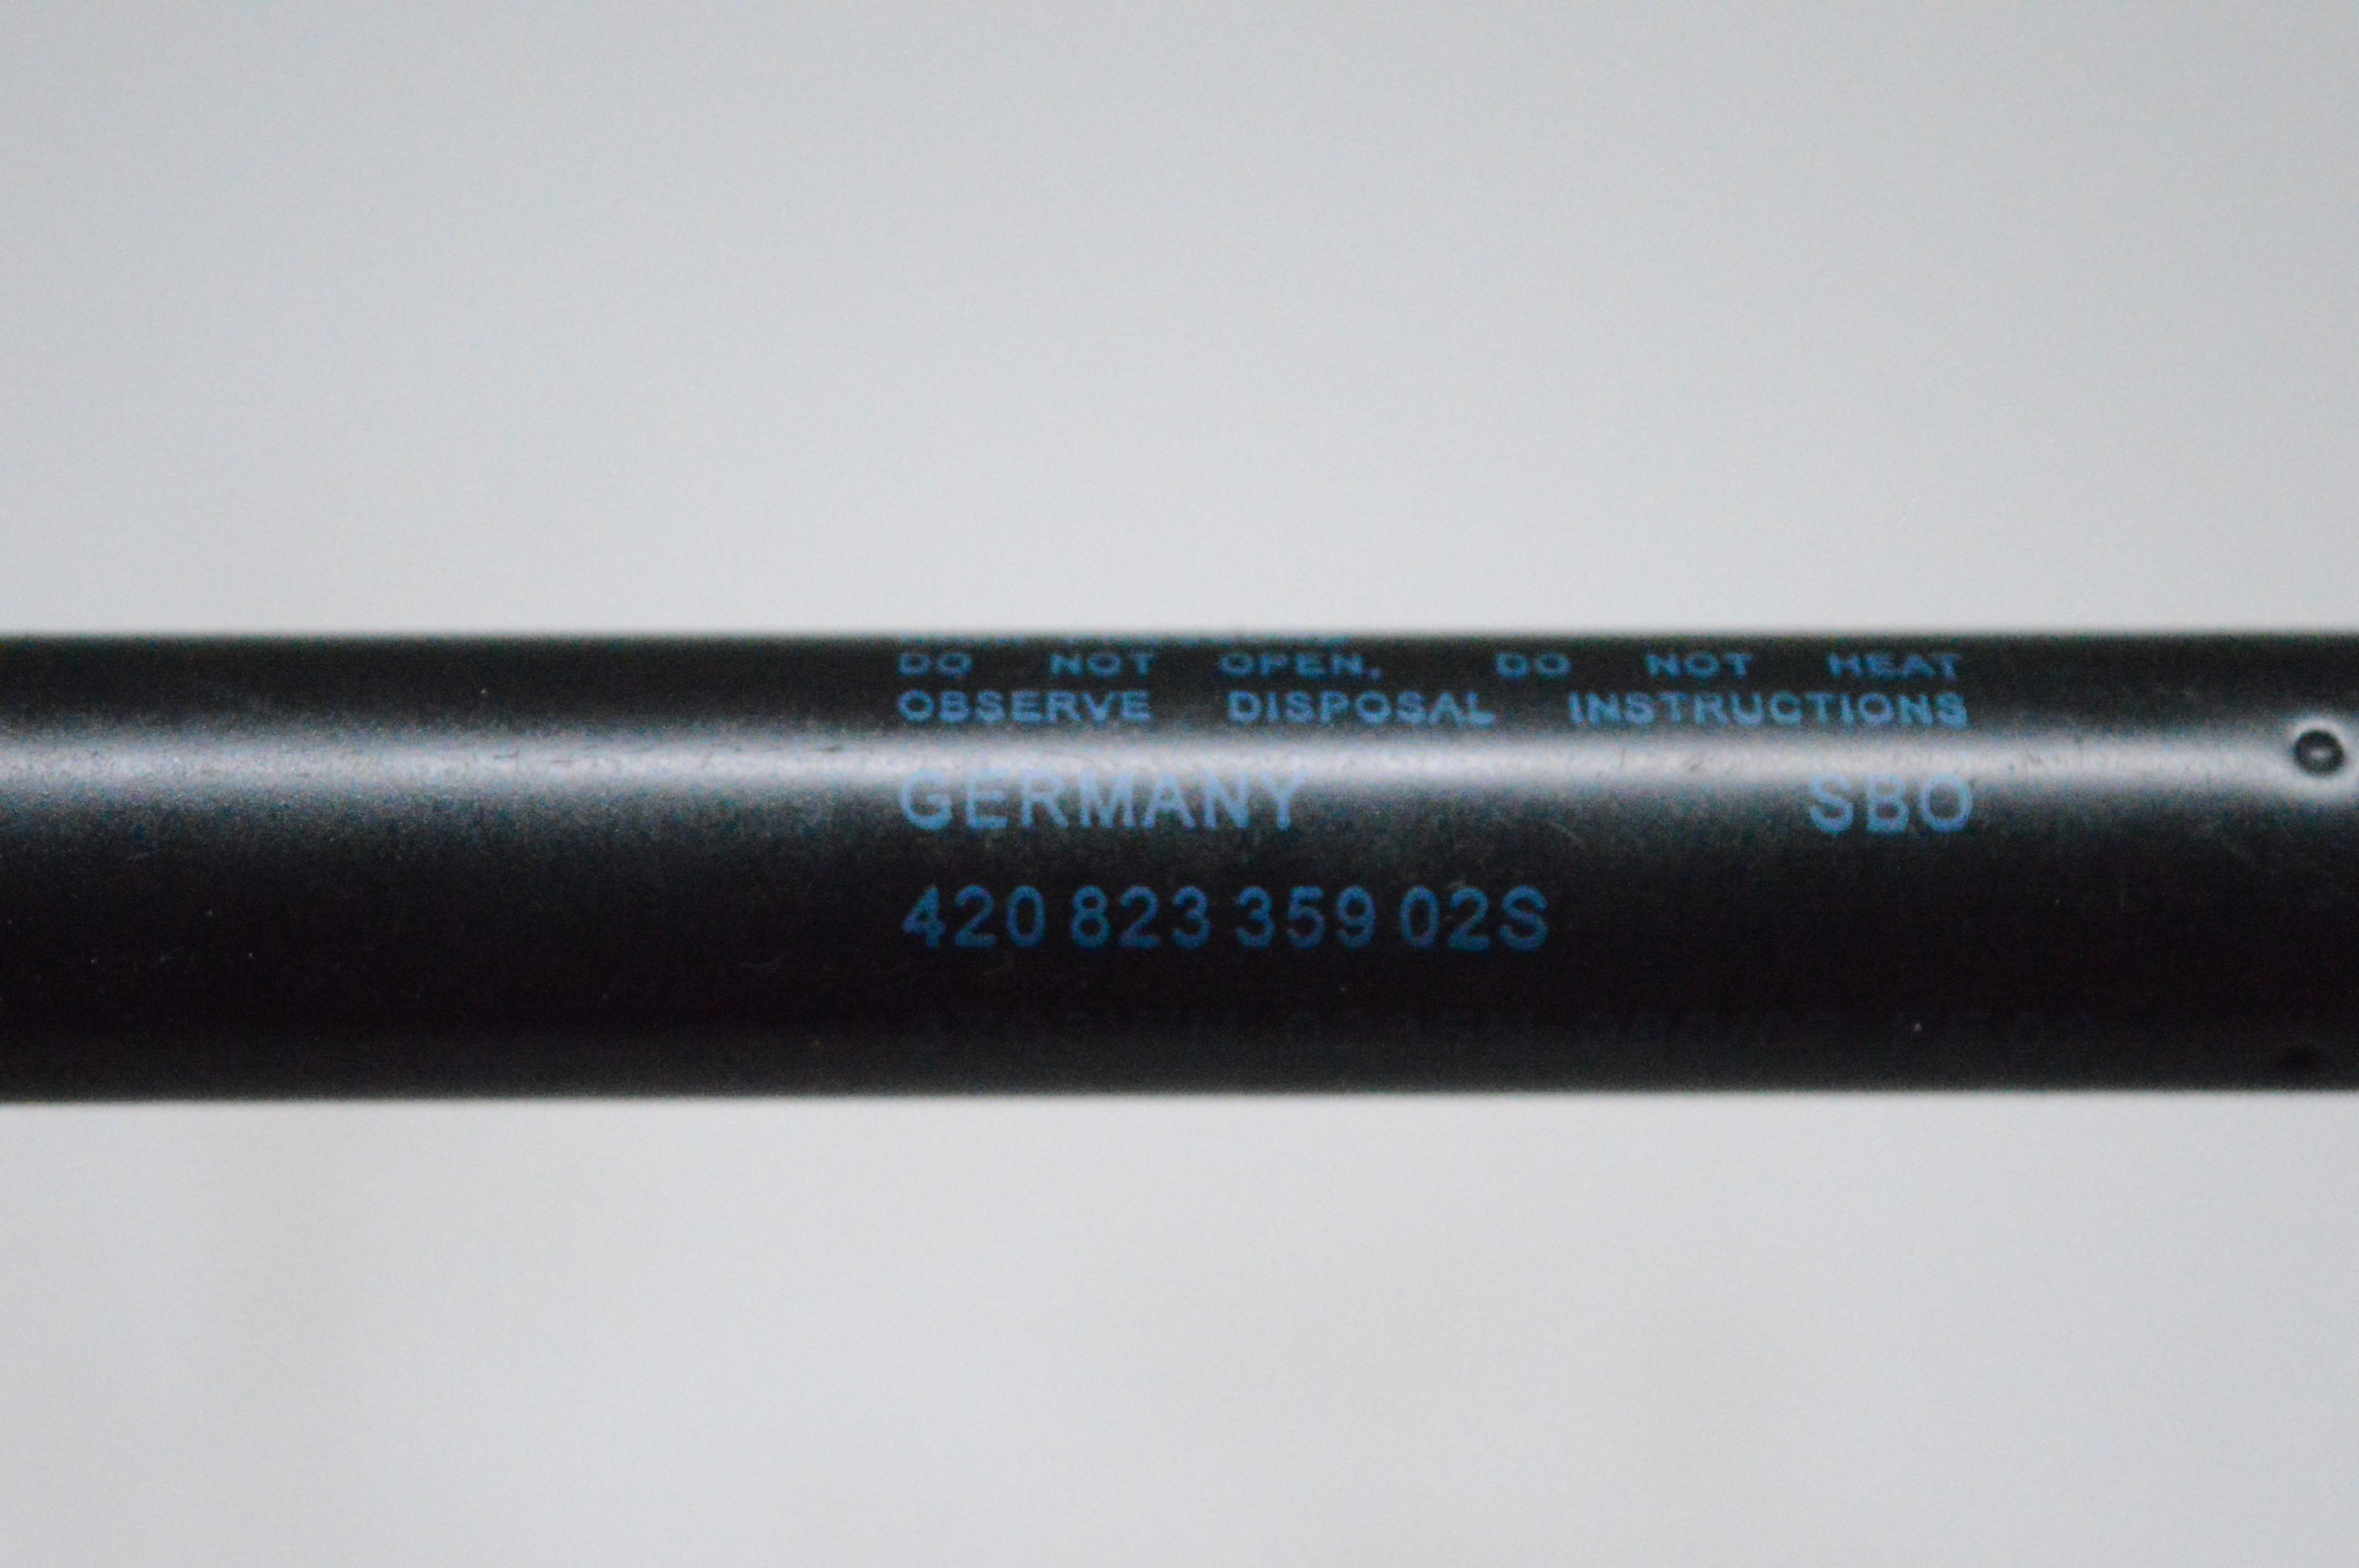 DO NOT OPEN. DO NOT HEAT
OBSERVE DISPOSAL INSTRUCTIONS
GERMANY SBO
420 823 359 02S